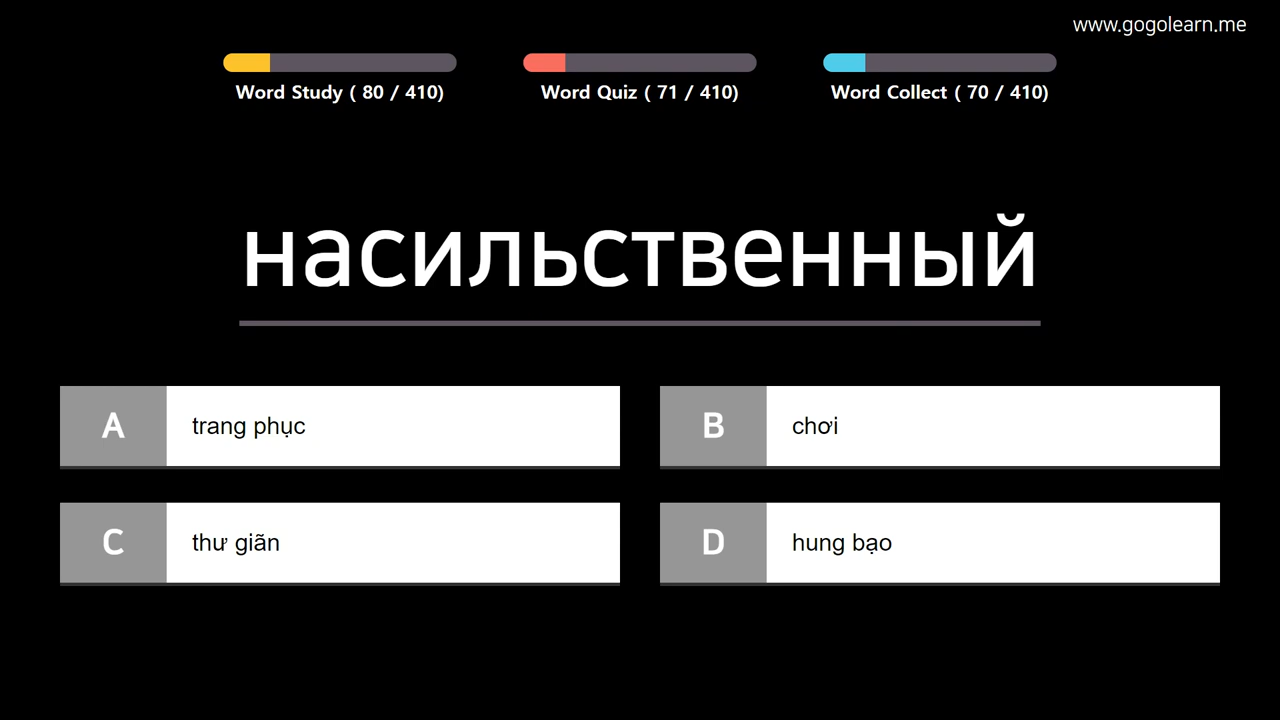 www.gogolearn.me
Word Study ( 80 / 410)
Word Quiz ( 71 / 410)
Word Collect ( 70 / 410)
насильственный
A trang phục
B chơi
C thư giãn
D hung bạo